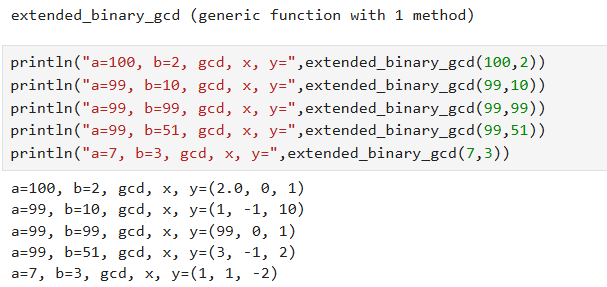 extended_binary_gcd (generic function with 1 method)
println("a=100, b=2, gcd, x, y=",extended_binary_gcd(100,2))
println("a=99, b=10, gcd, x, y=",extended_binary_gcd(99,10))
println("a=99, b=99, gcd, x, y=",extended_binary_gcd(99,99))
println("a=99, b=51, gcd, x, y=",extended_binary_gcd(99,51))
println("a=7, b=3, gcd, x, y=",extended_binary_gcd(7,3))
a=100, b=2, gcd, x, y=(2.0, 0, 1)
a=99, b=10, gcd, x, y=(1, -1, 10)
a=99, b=99, gcd, x, y=(99, 0, 1)
a=99, b=51, gcd, x, y=(3, -1, 2)
a=7, b=3, gcd, x, y=(1, 1, -2)